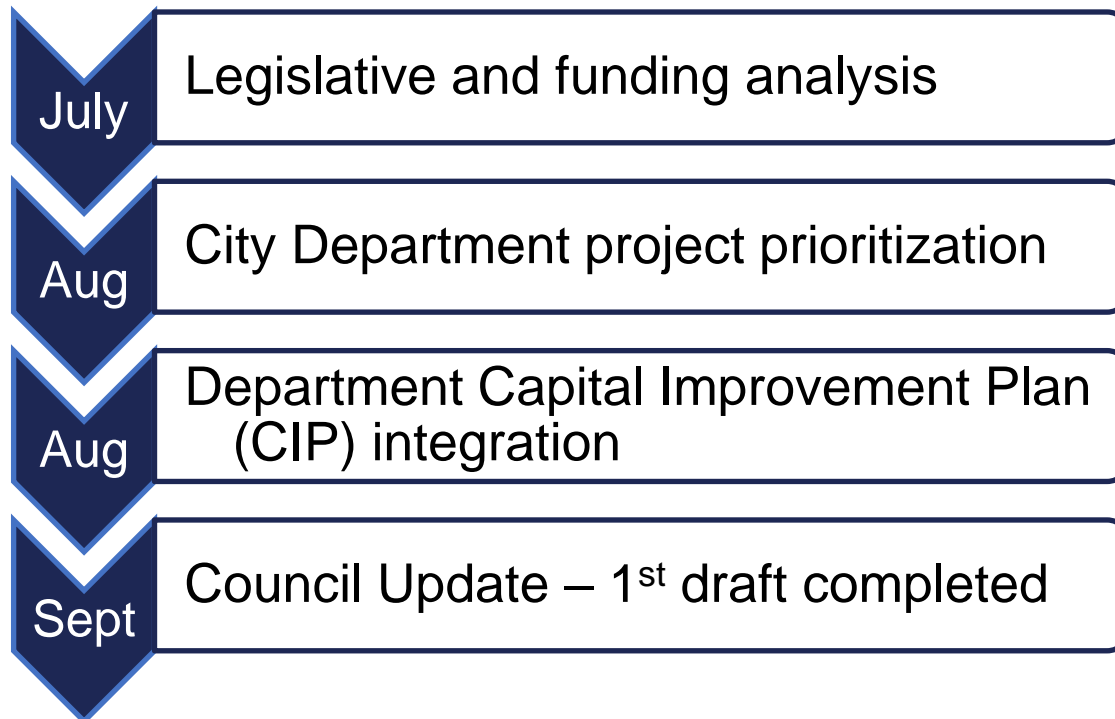 July
Legislative and funding analysis
Aug
City Department project prioritization
Aug
Department Capital Improvement Plan
(CIP) integration
Sept
Council Update – 1st draft completed